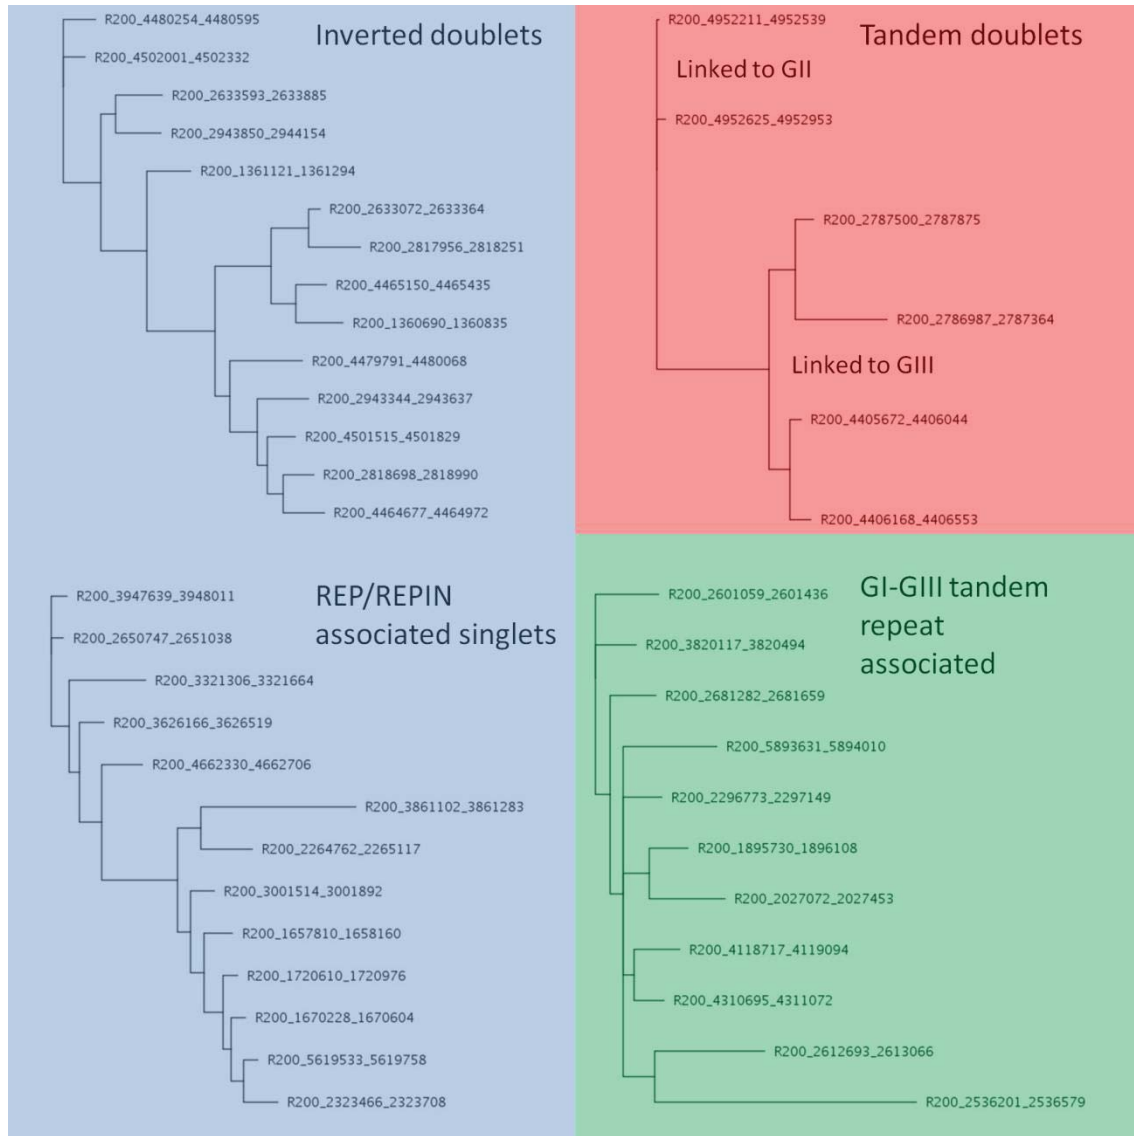 Inverted doublets
R200_4480254_4480595
R200_4502001_4502332
R200_2633593_2633885
R200_2943850_2944154
R200_1361121_1361294
R200_2633072_2633364
R200_2817956_2818251
R200_4465150_4465435
R200_1360690_1360835
R200_4479791_4480068
R200_2943344_2943637
R200_4501515_4501829
R200_2818698_2818990
R200_4464677_4464972
Tandem doublets
R200_4952211_4952539
Linked to GII
R200_4952625_4952953
R200_2787500_2787875
R200_2786987_2787364
Linked to GIII
R200_4405672_4406044
R200_4406168_4406553
REP/REPIN
associated singlets
R200_3947639_3948011
R200_2650747_2651038
R200_3321306_3321664
R200_3626166_3626519
R200_4662330_4662706
R200_3861102_3861283
R200_2264762_2265117
R200_3001514_3001892
R200_1657810_1658160
R200_1720610_1720976
R200_1670228_1670604
R200_5619533_5619758
R200_2323466_2323708
GI-GIII tandem
repeat
associated
R200_2601059_2601436
R200_3820117_3820494
R200_2681282_2681659
R200_5893631_5894010
R200_2296773_2297149
R200_1895730_1896108
R200_2027072_2027453
R200_4118717_4119094
R200_4310695_4311072
R200_2612693_2613066
R200_2536201_2536579